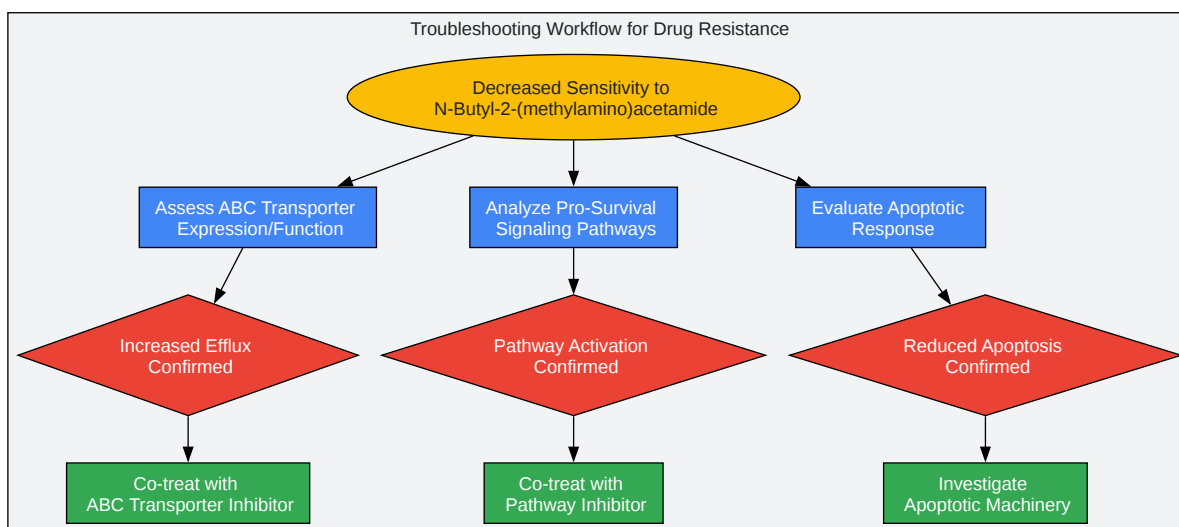 Troubleshooting Workflow for Drug Resistance
Decreased Sensitivity to
N-Butyl-2-(methylamino)acetamide
Assess ABC Transporter
Expression/Function
Analyze Pro-Survival
Signaling Pathways
Evaluate Apoptotic
Response
Increased Efflux
Confirmed
Pathway Activation
Confirmed
Reduced Apoptosis
Confirmed
Co-treat with
ABC Transporter Inhibitor
Co-treat with
Pathway Inhibitor
Investigate
Apoptotic Machinery